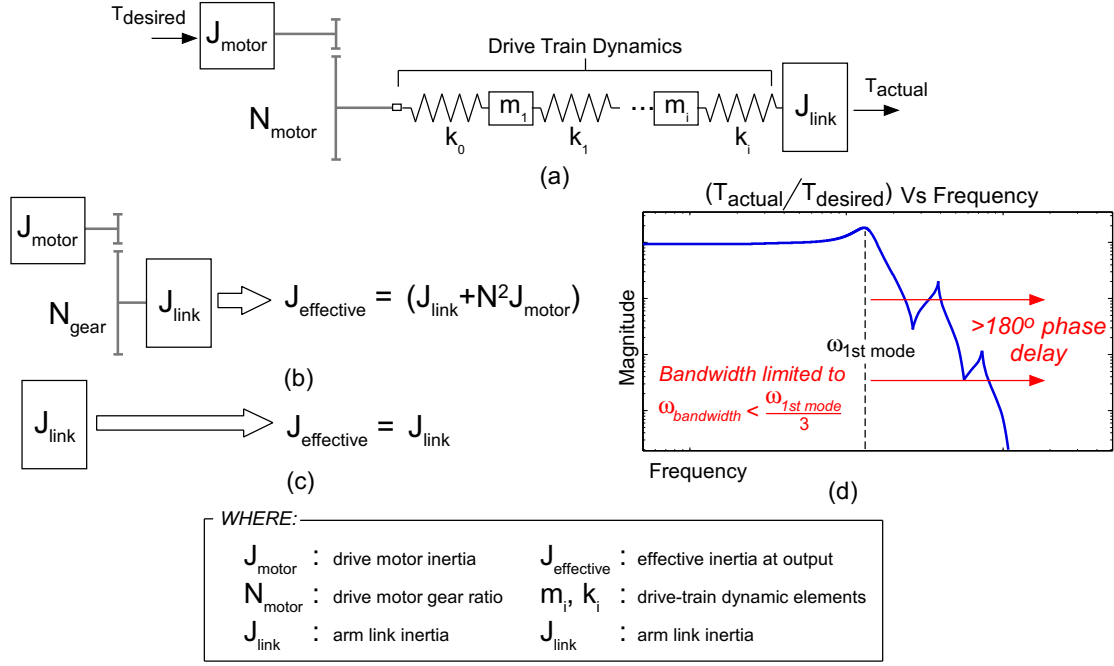 T_desired
J_motor
Drive Train Dynamics
T_actual
N_motor
m_1
... m_i
J_link
k_0
k_1
k_i
(a)
(T_actual/T_desired) Vs Frequency
J_motor
N_gear
J_link
J_effective = (J_link+N²J_motor)
(b)
J_link
J_effective = J_link
(c)
Magnitude
ω_1st mode
>180º phase
delay
Bandwidth limited to
ω_bandwidth < ω_1st mode/3
Frequency
(d)
WHERE:
J_motor : drive motor inertia
J_effective : effective inertia at output
N_motor : drive motor gear ratio
m_i, k_i : drive-train dynamic elements
J_link : arm link inertia
J_link : arm link inertia